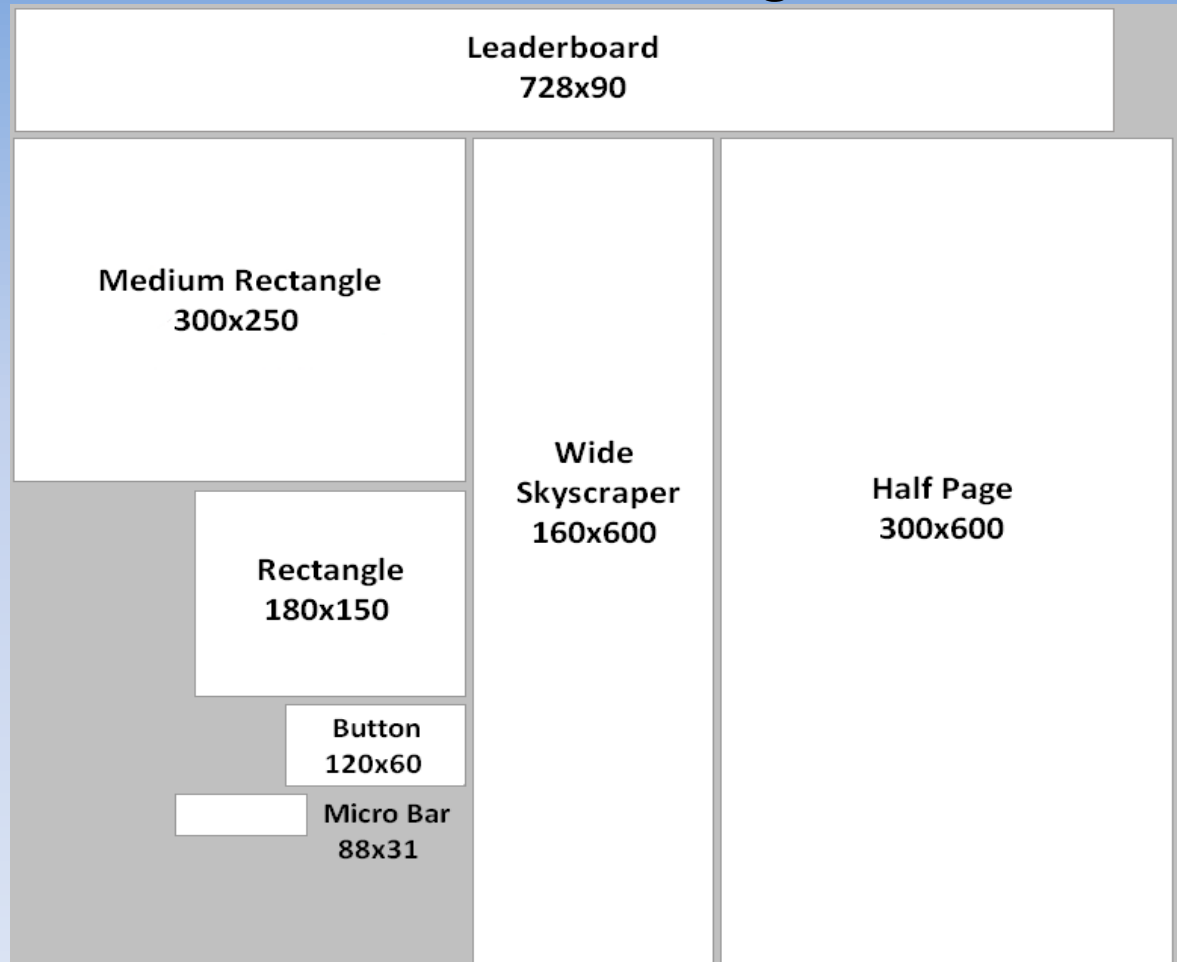 Leaderboard
728x90
Medium Rectangle
300x250
Wide
Skyscraper
160x600
Half Page
300x600
Rectangle
180x150
Button
120x60
Micro Bar
88x31